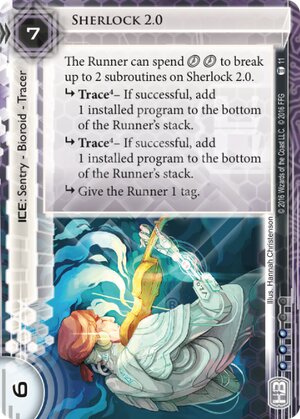 7
SHERLOCK 2.0
The Runner can spend to break
up to 2 subroutines on Sherlock 2.0.
↳ Trace⁴– If successful, add
1 installed program to the bottom
of the Runner's stack.
↳ Trace⁴– If successful, add
1 installed program to the bottom
of the Runner's stack.
↳ Give the Runner 1 tag.
ICE: Sentry - Bioroid - Tracer
11
© 2016 Wizards of the Coast LLC. © 2016 FFG
Illus. Hannah Christenson
6
HB